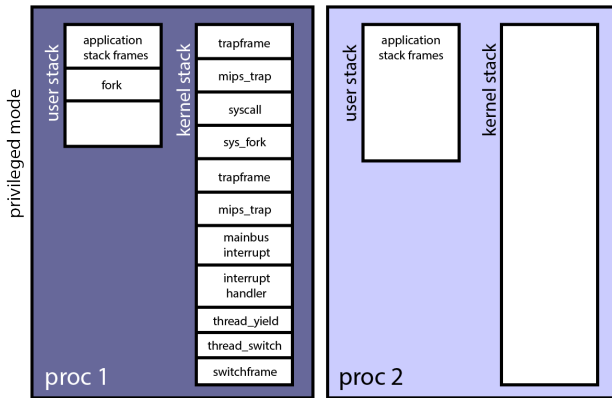 privileged mode
user stack
application
stack frames
fork
kernel stack
trapframe
mips_trap
syscall
sys_fork
trapframe
mips_trap
mainbus
interrupt
interrupt
handler
thread_yield
thread_switch
switchframe
proc 1
user stack
application
stack frames
kernel stack
proc 2